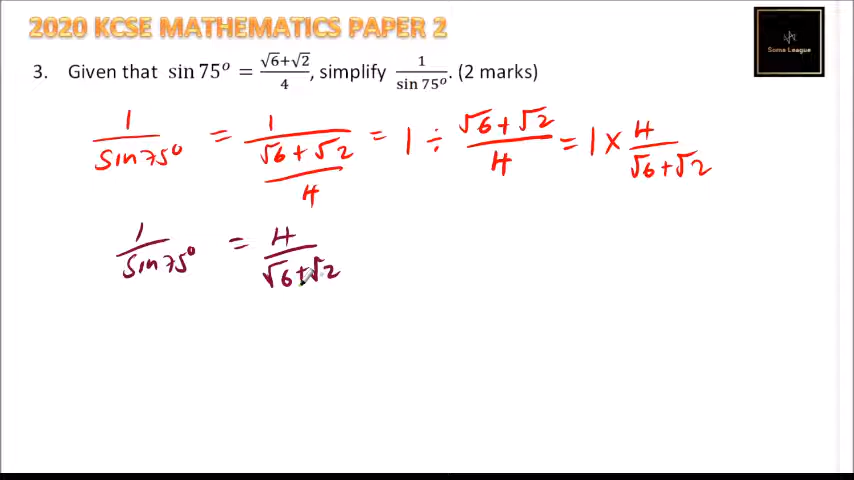 2020 KCSE MATHEMATICS PAPER 2
Soma League
3. Given that sin 75° = (√6+√2)/4, simplify 1/(sin 75°). (2 marks)
1/(sin 75°) = 1/((√6+√2)/4) = 1 ÷ (√6+√2)/4 = 1 × 4/(√6+√2)
1/(sin 75°) = 4/(√6+√2)